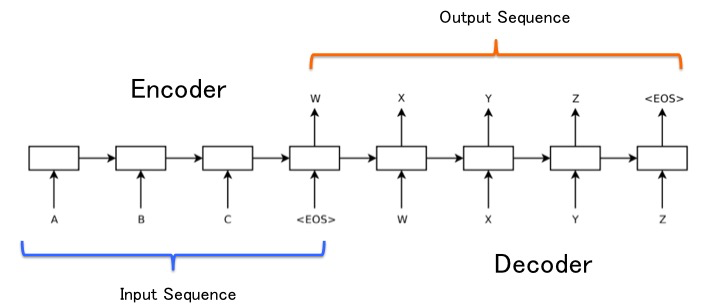 Output Sequence
Encoder
W X Y Z <EOS>
A B C <EOS> W X Y Z
Decoder
Input Sequence